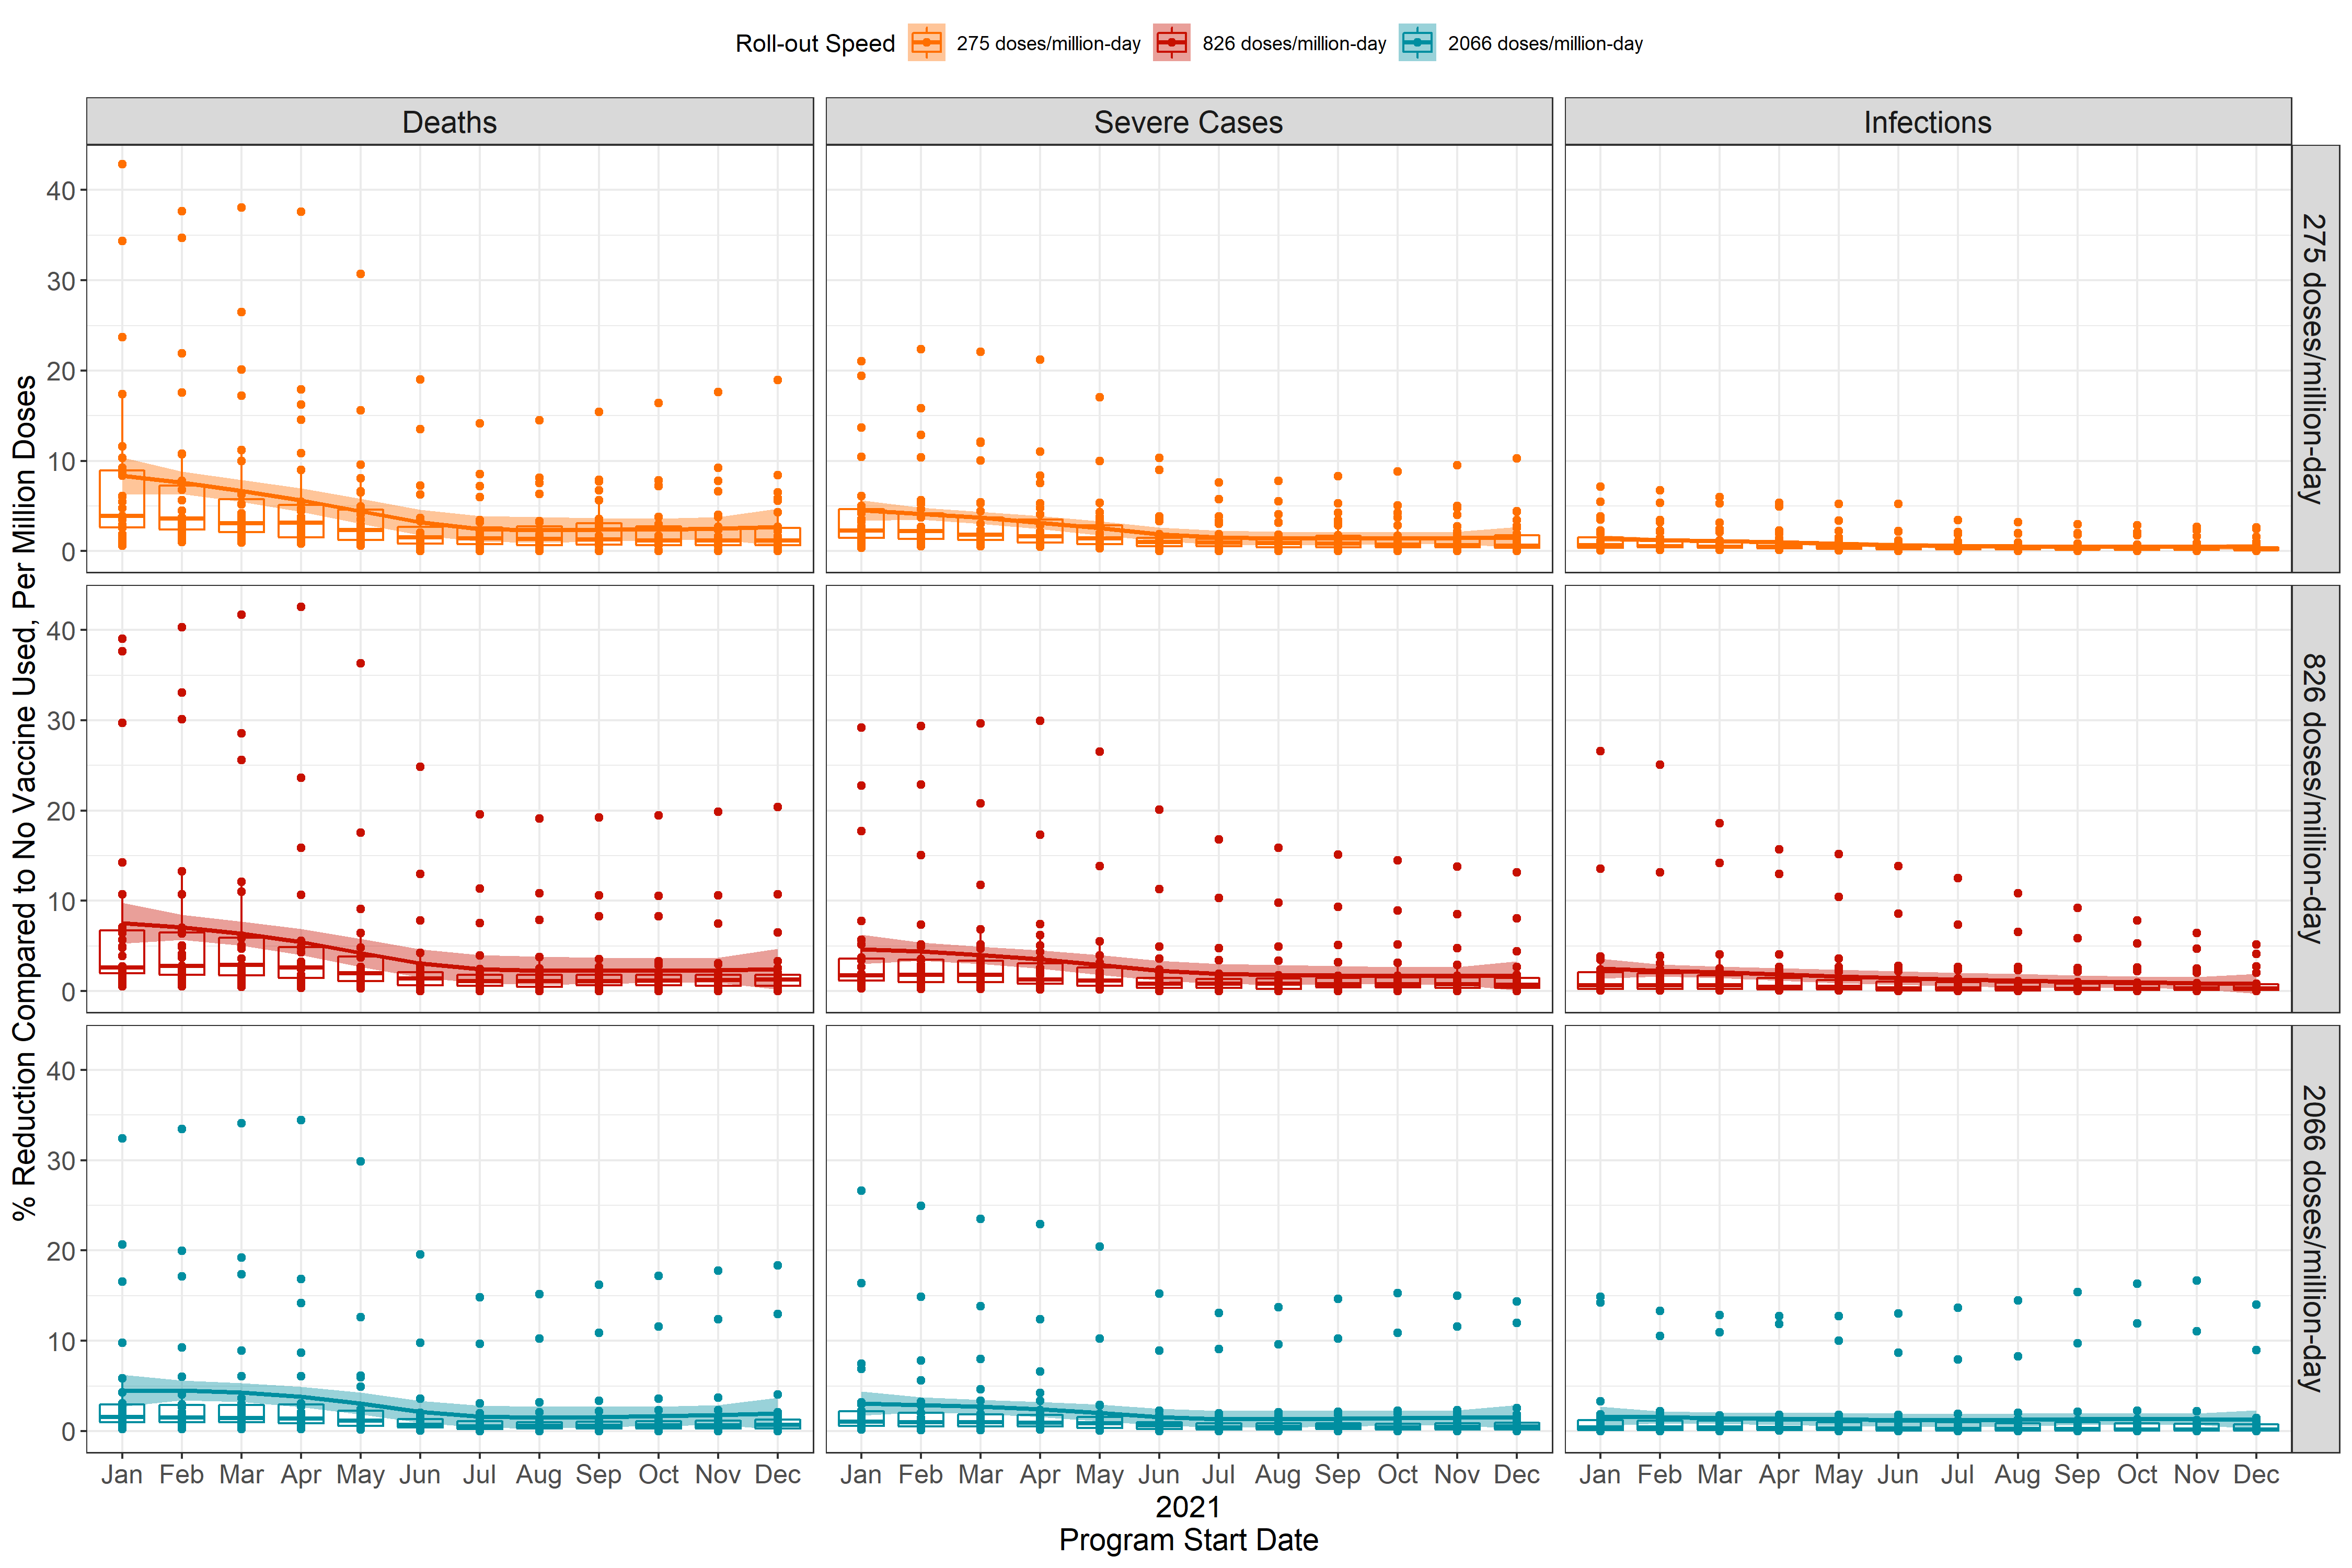 Roll-out Speed 275 doses/million-day 826 doses/million-day 2066 doses/million-day
Deaths Severe Cases Infections
% Reduction Compared to No Vaccine Used, Per Million Doses
40
30
20
10
0
275 doses/million-day
40
30
20
10
0
826 doses/million-day
40
30
20
10
0
2066 doses/million-day
Jan Feb Mar Apr May Jun Jul Aug Sep Oct Nov Dec Jan Feb Mar Apr May Jun Jul Aug Sep Oct Nov Dec Jan Feb Mar Apr May Jun Jul Aug Sep Oct Nov Dec
2021
Program Start Date